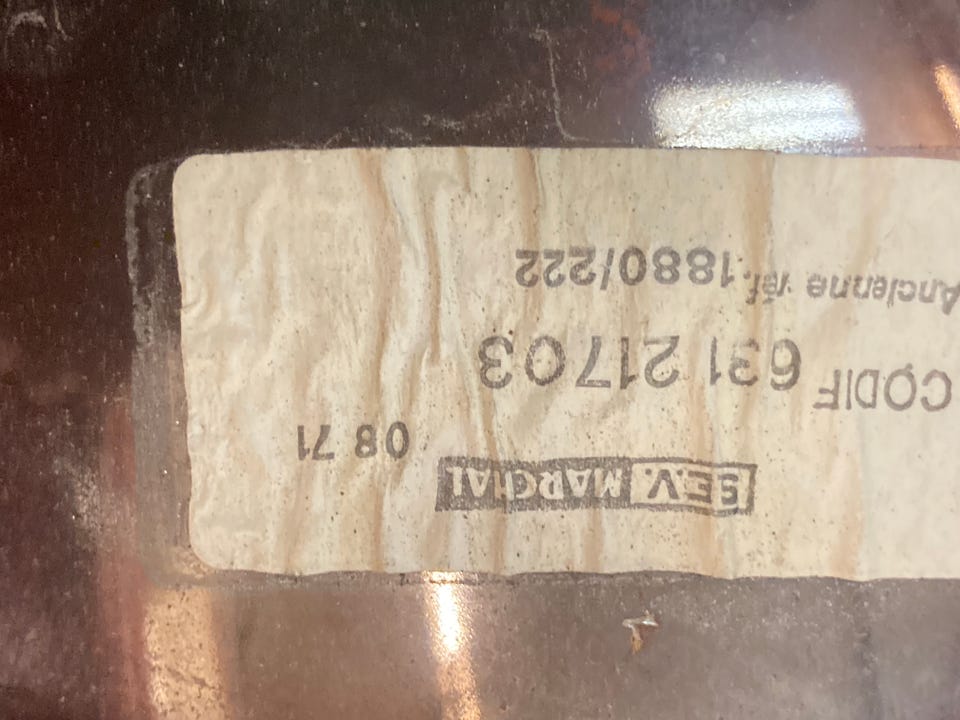 S.E.V. MARCHAL 08 71
CODIF 631 21703
Ancienne réf. 1880/222